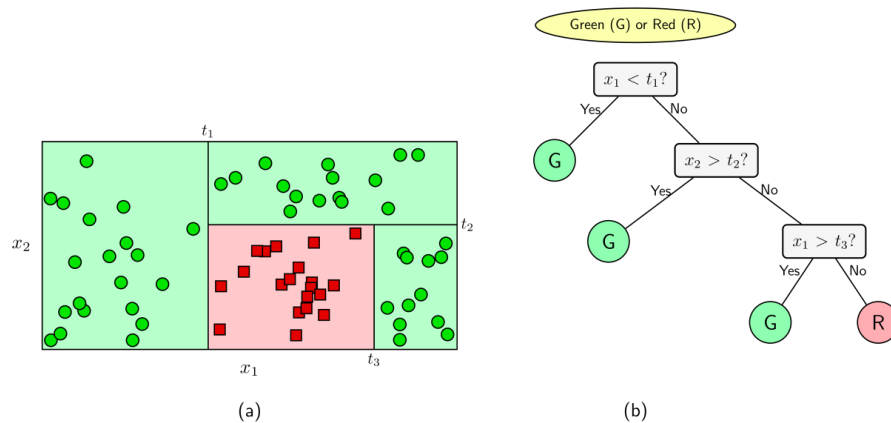 t₁
x₂
t₂
t₃
x₁
(a)
Green (G) or Red (R)
x₁ < t₁?
Yes
No
G
x₂ > t₂?
Yes
No
G
x₁ > t₃?
Yes
No
G
R
(b)